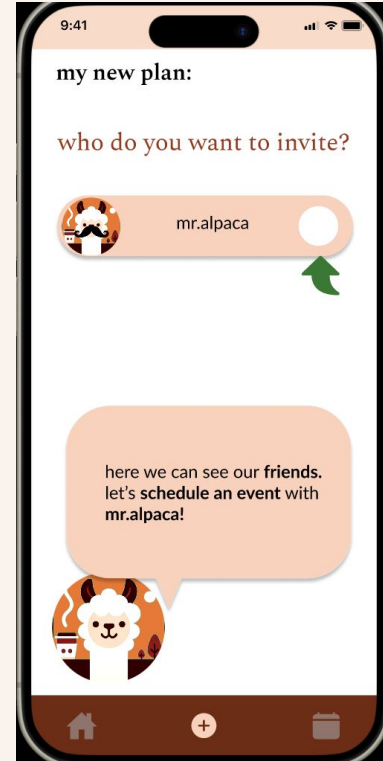 9:41
my new plan:
who do you want to invite?
mr.alpaca
here we can see our friends.
let's schedule an event with
mr.alpaca!